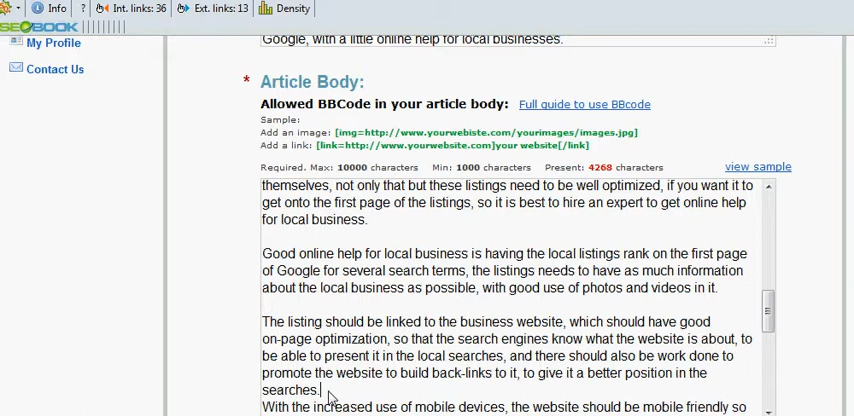 Info ? Int. links: 36 Ext. links: 13 Density
SEOBOOK
My Profile
Contact Us
Google, with a little online help for local businesses.
* Article Body:
Allowed BBCode in your article body: Full guide to use BBcode
Sample:
Add an image: [img=http://www.yourwebiste.com/yourimages/images.jpg]
Add a link: [link=http://www.yourwebsite.com]your website[/link]
Required. Max: 10000 characters Min: 1000 characters Present: 4268 characters view sample
themselves, not only that but these listings need to be well optimized, if you want it to
get onto the first page of the listings, so it is best to hire an expert to get online help
for local business.
Good online help for local business is having the local listings rank on the first page
of Google for several search terms, the listings needs to have as much information
about the local business as possible, with good use of photos and videos in it.
The listing should be linked to the business website, which should have good
on-page optimization, so that the search engines know what the website is about, to
be able to present it in the local searches, and there should also be work done to
promote the website to build back-links to it, to give it a better position in the
searches.
With the increased use of mobile devices, the website should be mobile friendly so